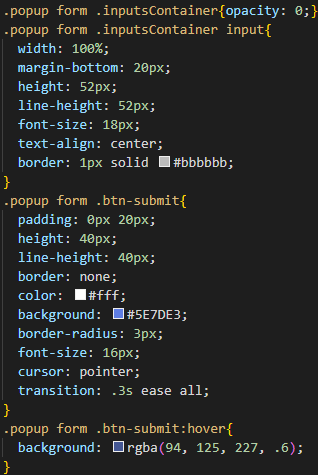 .popup form .inputsContainer{opacity: 0;}
.popup form .inputsContainer input{
width: 100%;
margin-bottom: 20px;
height: 52px;
line-height: 52px;
font-size: 18px;
text-align: center;
border: 1px solid #bbbbbb;
}
.popup form .btn-submit{
padding: 0px 20px;
height: 40px;
line-height: 40px;
border: none;
color: #fff;
background: #5E7DE3;
border-radius: 3px;
font-size: 16px;
cursor: pointer;
transition: .3s ease all;
}
.popup form .btn-submit:hover{
background: rgba(94, 125, 227, .6);